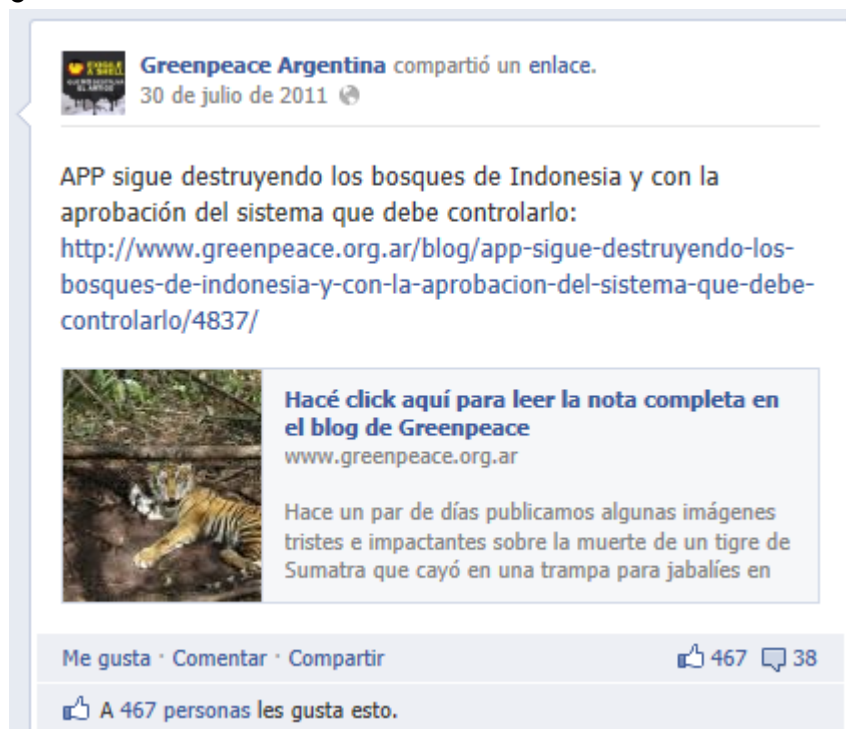 Greenpeace Argentina compartió un enlace.
30 de julio de 2011
APP sigue destruyendo los bosques de Indonesia y con la
aprobación del sistema que debe controlarlo:
http://www.greenpeace.org.ar/blog/app-sigue-destruyendo-los-
bosques-de-indonesia-y-con-la-aprobacion-del-sistema-que-debe-
controlarlo/4837/
Hacé click aquí para leer la nota completa en
el blog de Greenpeace
www.greenpeace.org.ar
Hace un par de días publicamos algunas imágenes
tristes e impactantes sobre la muerte de un tigre de
Sumatra que cayó en una trampa para jabalíes en
Me gusta · Comentar · Compartir 467 38
A 467 personas les gusta esto.